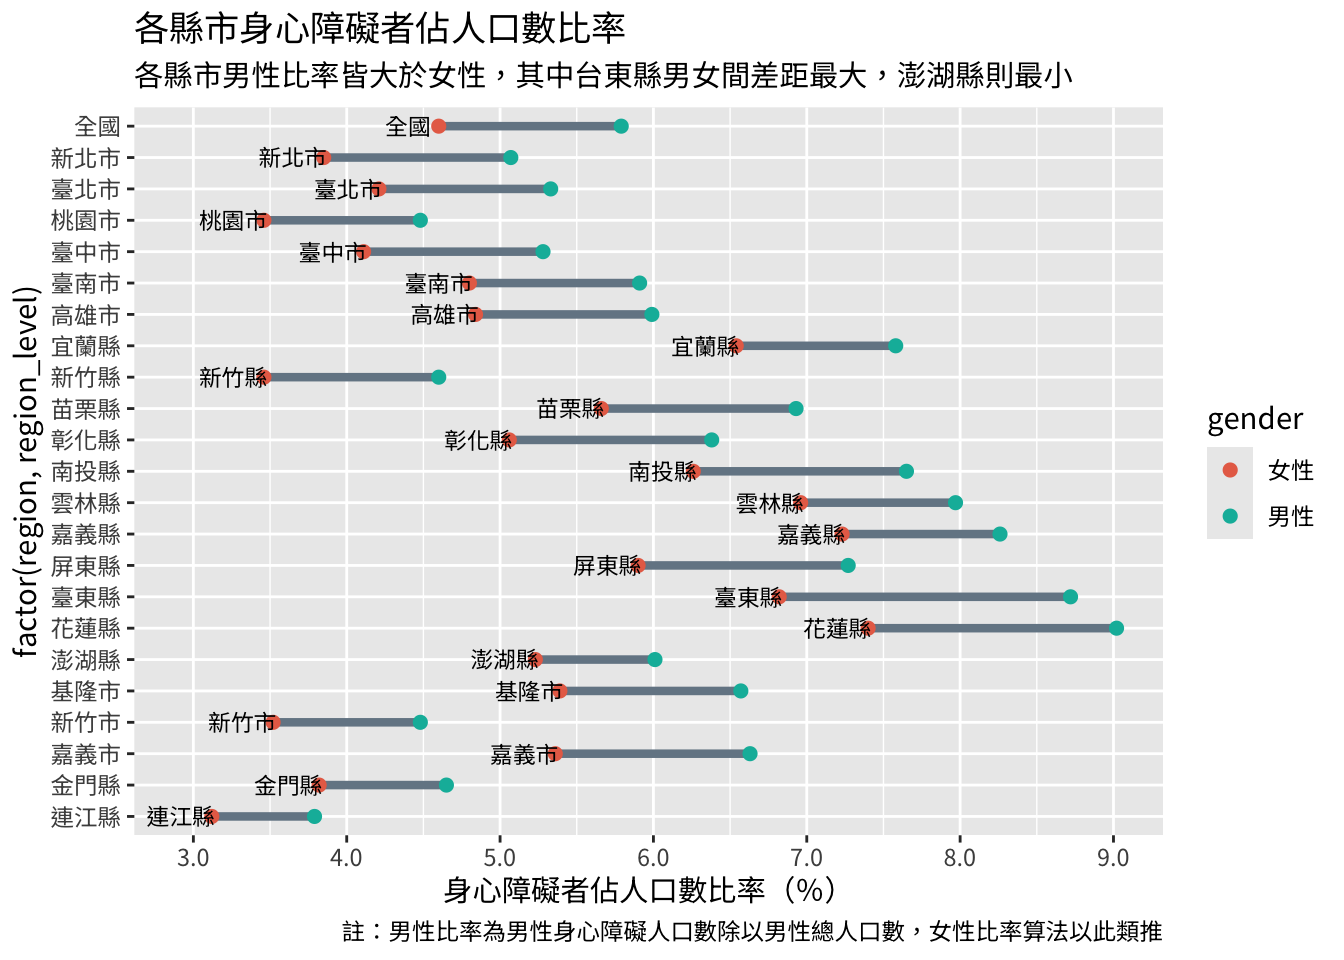 各縣市身心障礙者佔人口數比率
各縣市男性比率皆大於女性，其中台東縣男女間差距最大，澎湖縣則最小
factor(region, region_level)
全國 全國
新北市 新北市
臺北市 臺北市
桃園市 桃園市
臺中市 臺中市
臺南市 臺南市
高雄市 高雄市
宜蘭縣 宜蘭縣
新竹縣 新竹縣
苗栗縣 苗栗縣
彰化縣 彰化縣
南投縣 南投縣
雲林縣 雲林縣
嘉義縣 嘉義縣
屏東縣 屏東縣
臺東縣 臺東縣
花蓮縣 花蓮縣
澎湖縣 澎湖縣
基隆市 基隆市
新竹市 新竹市
嘉義市 嘉義市
金門縣 金門縣
連江縣 連江縣
3.0 4.0 5.0 6.0 7.0 8.0 9.0
身心障礙者佔人口數比率（%）
註：男性比率為男性身心障礙人口數除以男性總人口數，女性比率算法以此類推
gender
女性
男性